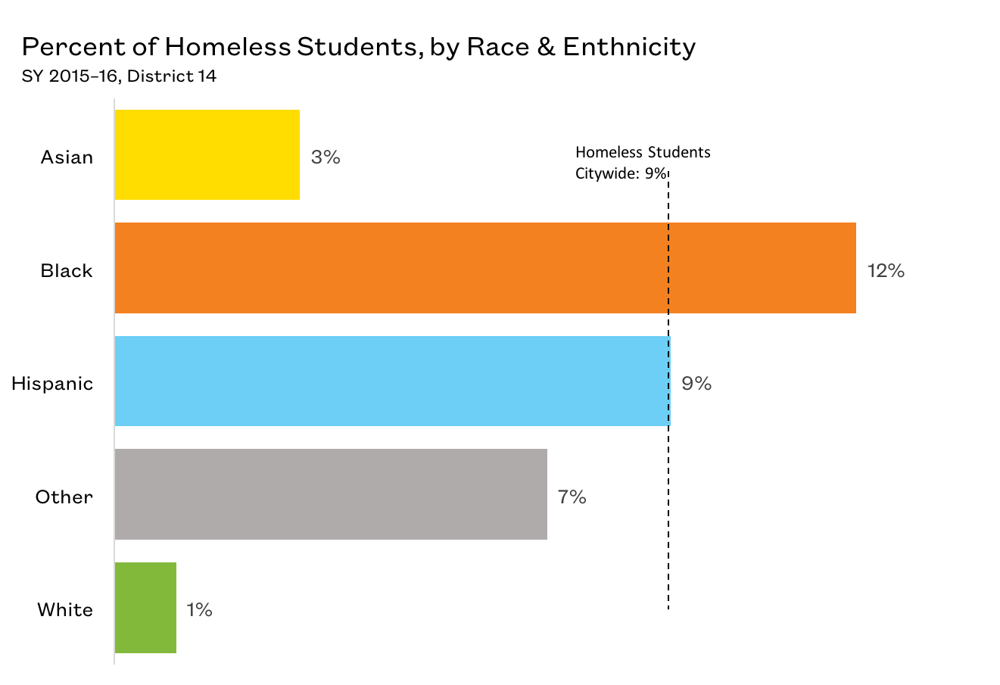 Percent of Homeless Students, by Race & Enthnicity
SY 2015–16, District 14
Asian
3%
Homeless Students
Citywide: 9%
Black
12%
Hispanic
9%
Other
7%
White
1%